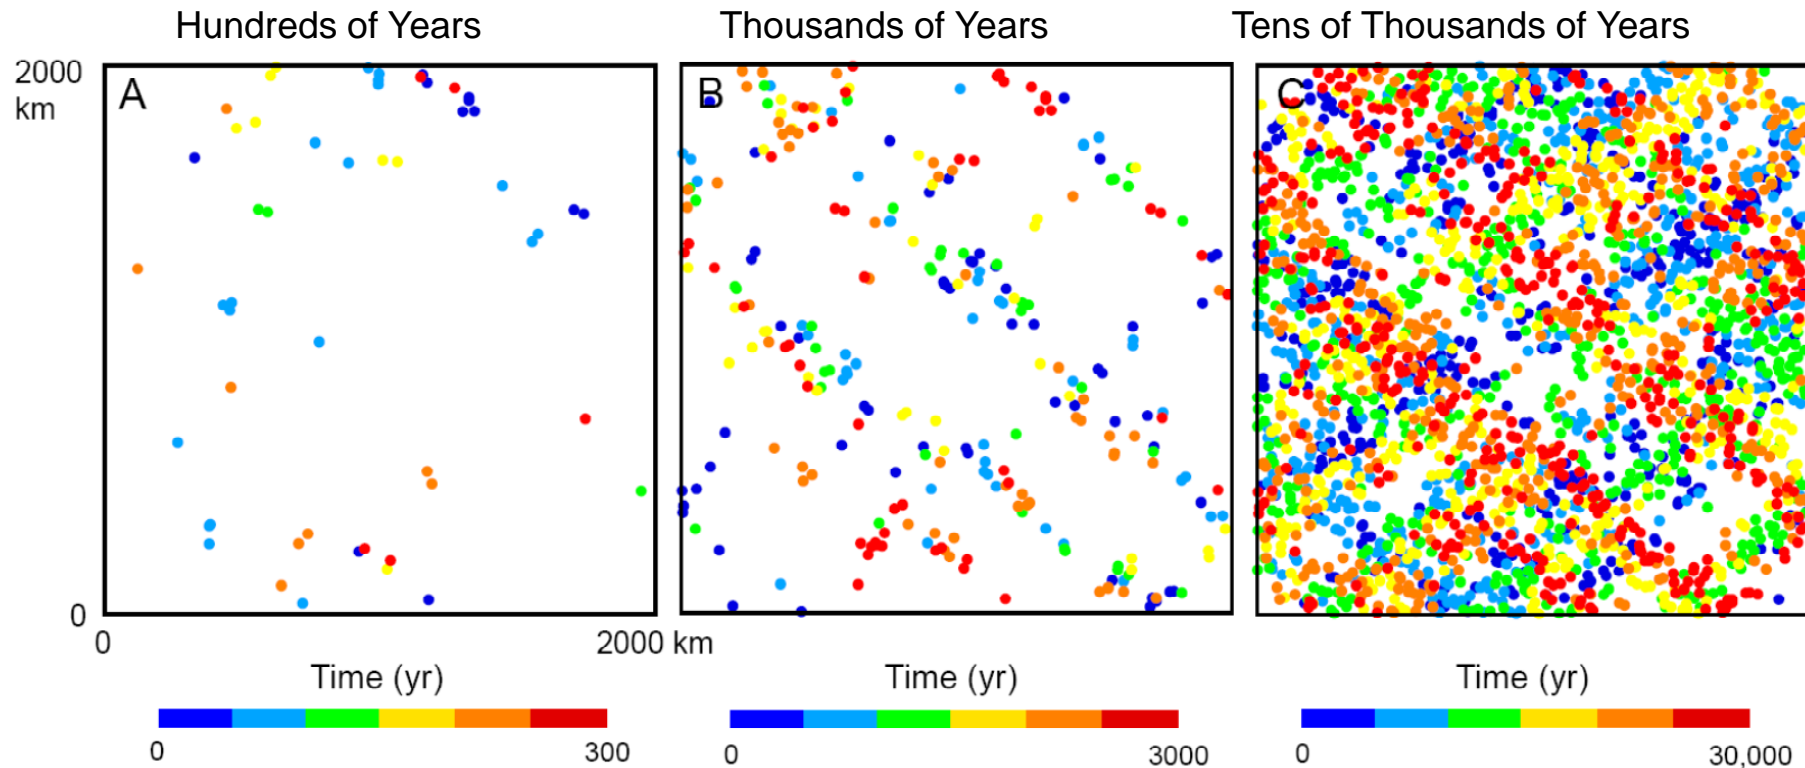 Hundreds of Years
Thousands of Years
Tens of Thousands of Years
2000
km
A
B
C
0
0
2000 km
Time (yr)
Time (yr)
Time (yr)
0
300
0
3000
0
30,000